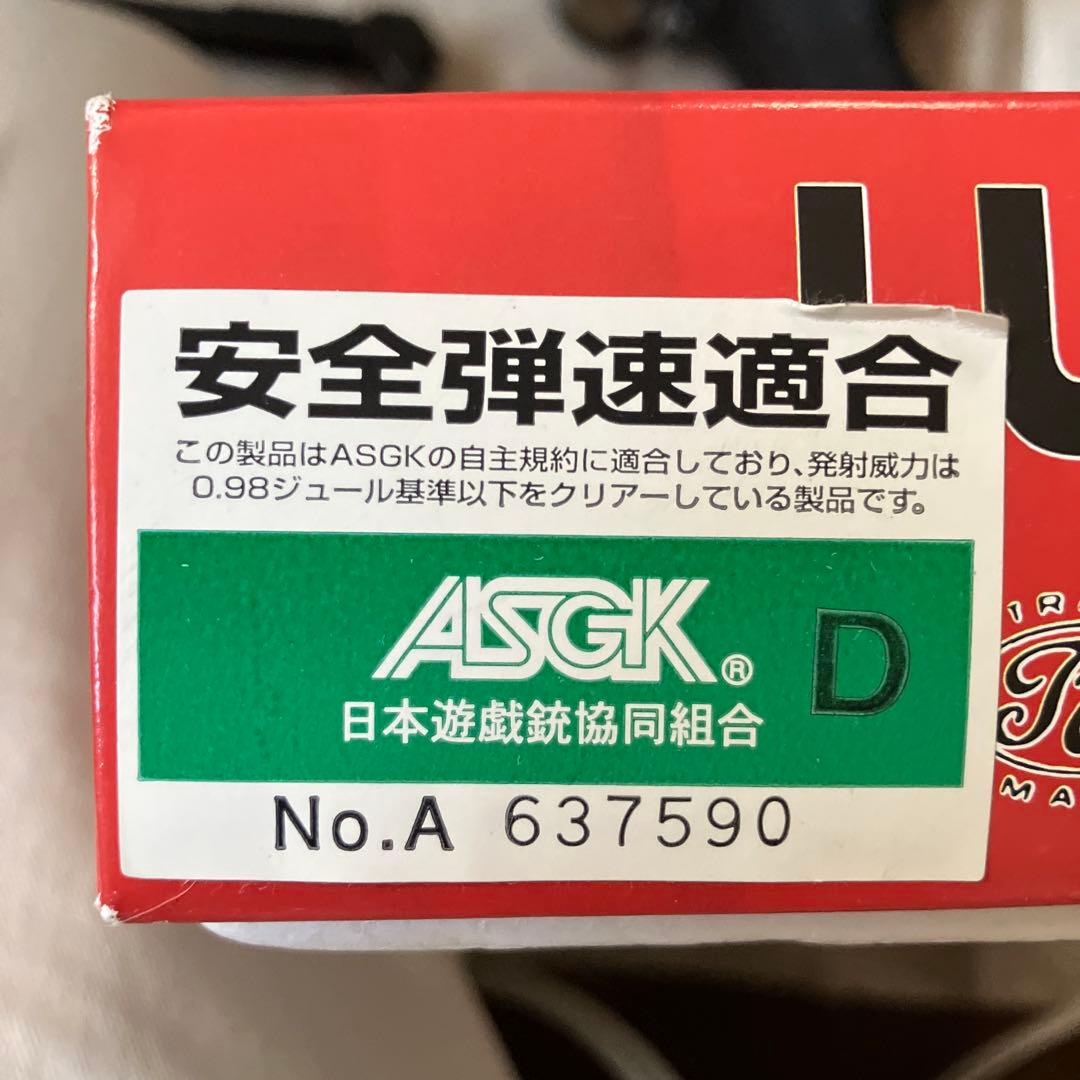 安全弾速適合
この製品はASGKの自主規約に適合しており、発射威力は
0.98ジュール基準以下をクリアーしている製品です。
ASGK®
D
日本遊戯銃協同組合
No.A 637590
MA